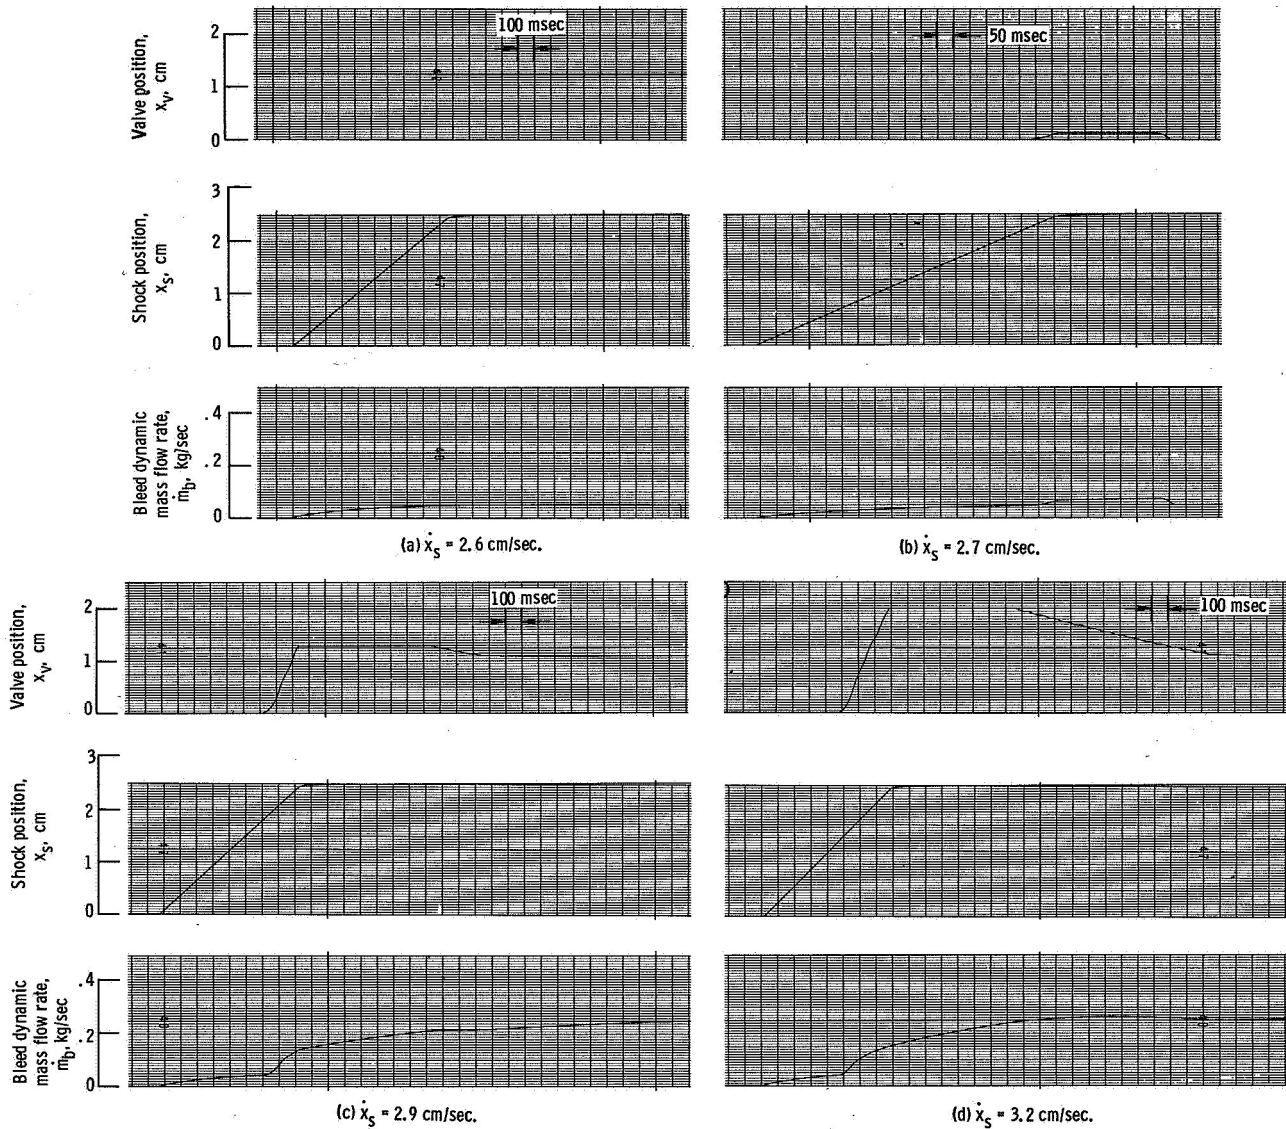 Valve position,
x_v, cm
2
1
0
100 msec
50 msec
Shock position,
x_s, cm
3
2
1
0
Bleed dynamic
mass flow rate,
ṁ_b, kg/sec
.4
.2
0
(a) ẋ_s = 2.6 cm/sec.
(b) ẋ_s = 2.7 cm/sec.
Valve position,
x_v, cm
2
1
0
100 msec
100 msec
Shock position,
x_s, cm
3
2
1
0
Bleed dynamic
mass flow rate,
ṁ_b, kg/sec
.4
.2
0
(c) ẋ_s = 2.9 cm/sec.
(d) ẋ_s = 3.2 cm/sec.